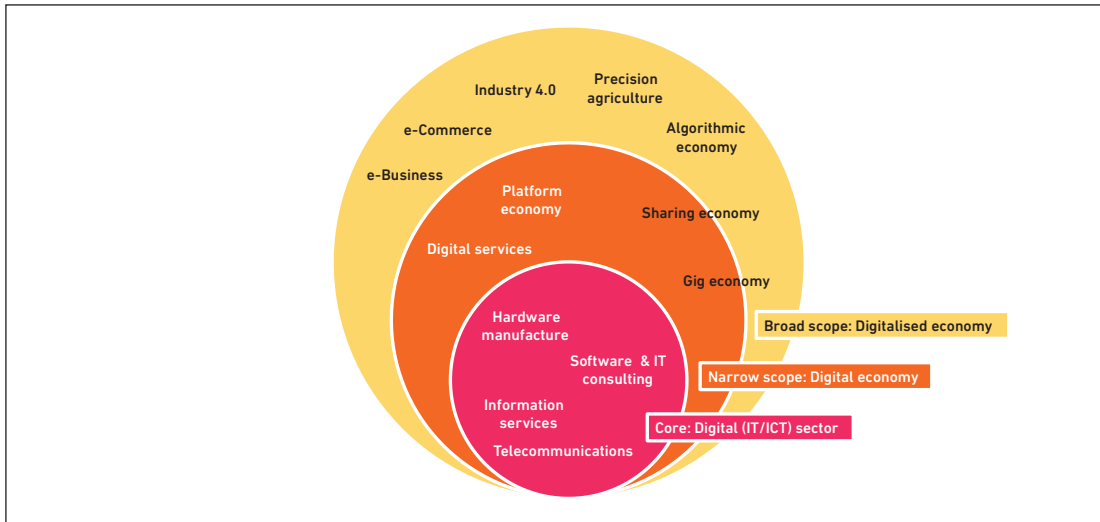 Industry 4.0
Precision
agriculture
e-Commerce
Algorithmic
economy
e-Business
Platform
economy
Sharing economy
Digital services
Gig economy
Hardware
manufacture
Broad scope: Digitalised economy
Software & IT
consulting
Narrow scope: Digital economy
Information
services
Core: Digital (IT/ICT) sector
Telecommunications